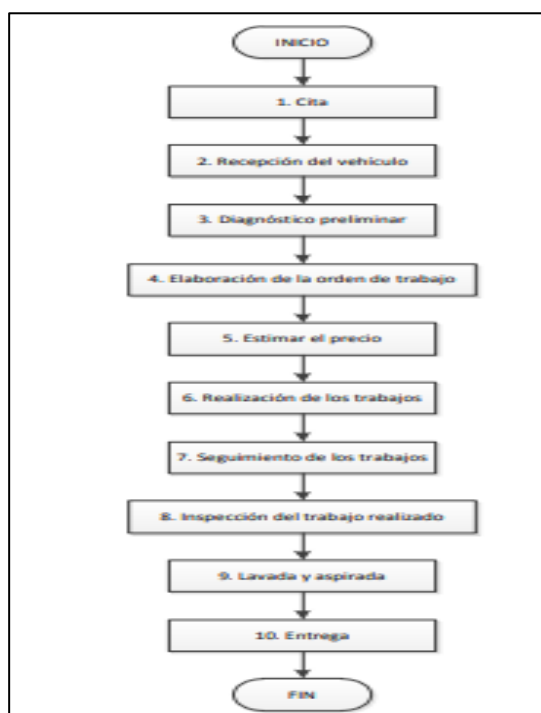 INICIO
1. Cita
2. Recepción del vehículo
3. Diagnóstico preliminar
4. Elaboración de la orden de trabajo
5. Estimar el precio
6. Realización de los trabajos
7. Seguimiento de los trabajos
8. Inspección del trabajo realizado
9. Lavada y aspirada
10. Entrega
FIN